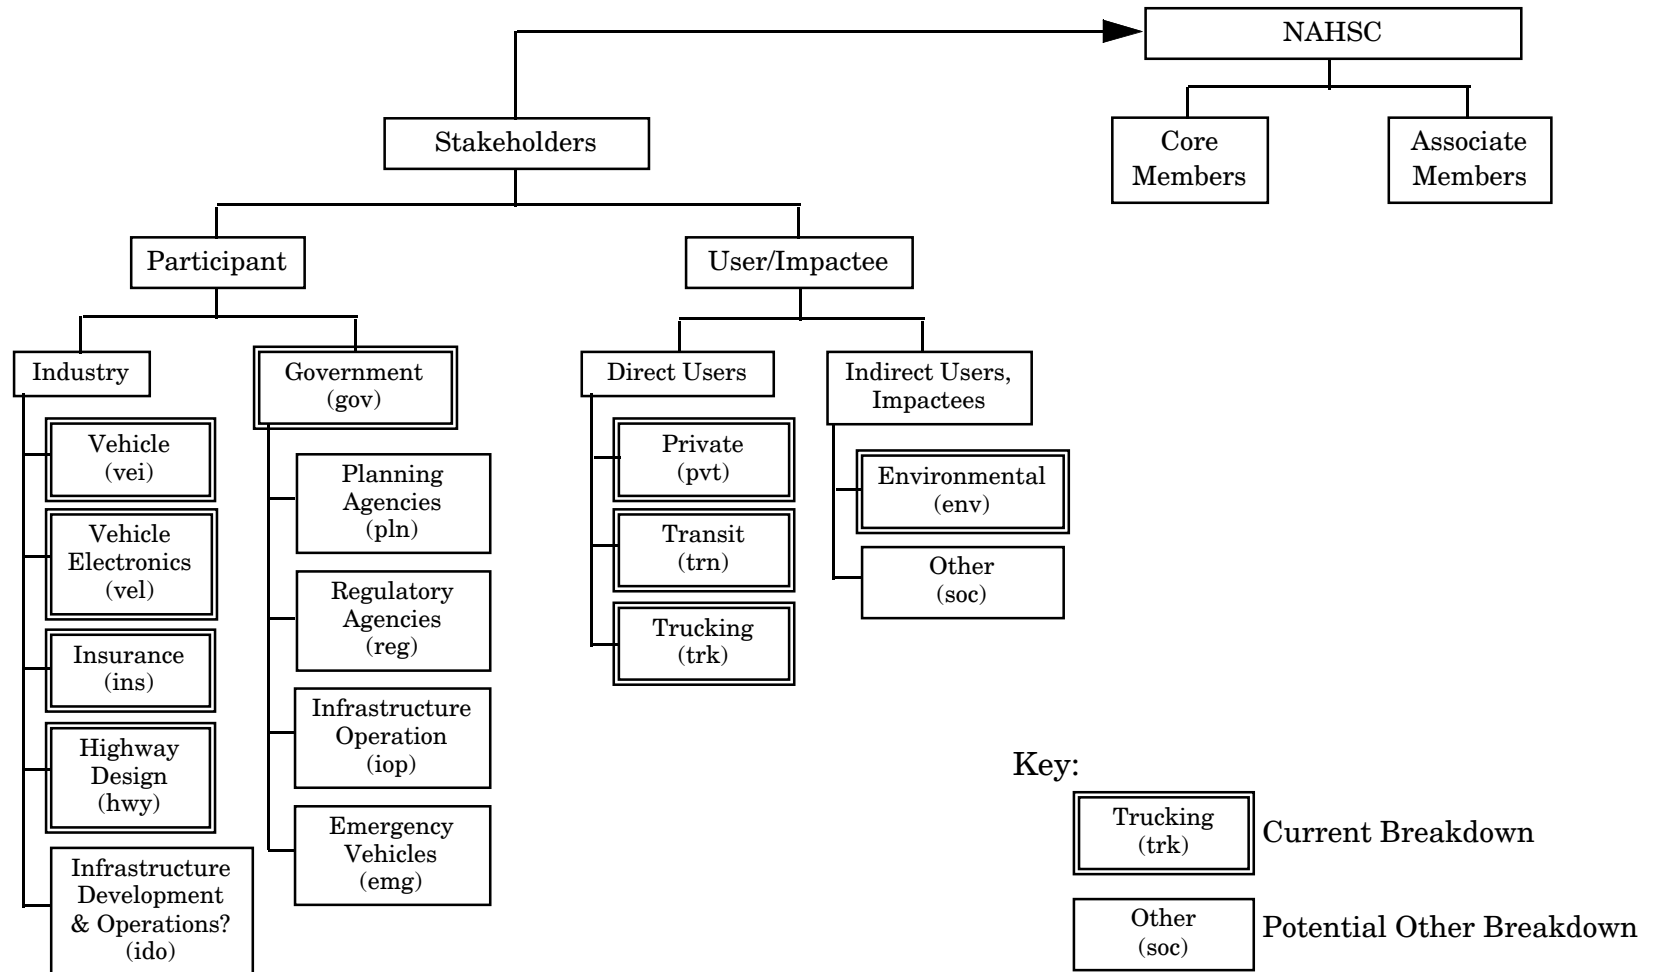 NAHSC
Core
Members
Associate
Members
Stakeholders
Participant
User/Impactee
Industry
Government
(gov)
Direct Users
Indirect Users,
Impactees
Vehicle
(vei)
Vehicle
Electronics
(vel)
Insurance
(ins)
Highway
Design
(hwy)
Infrastructure
Development
& Operations?
(ido)
Planning
Agencies
(pln)
Regulatory
Agencies
(reg)
Infrastructure
Operation
(iop)
Emergency
Vehicles
(emg)
Private
(pvt)
Transit
(trn)
Trucking
(trk)
Environmental
(env)
Other
(soc)
Key:
Trucking
(trk)
Current Breakdown
Other
(soc)
Potential Other Breakdown